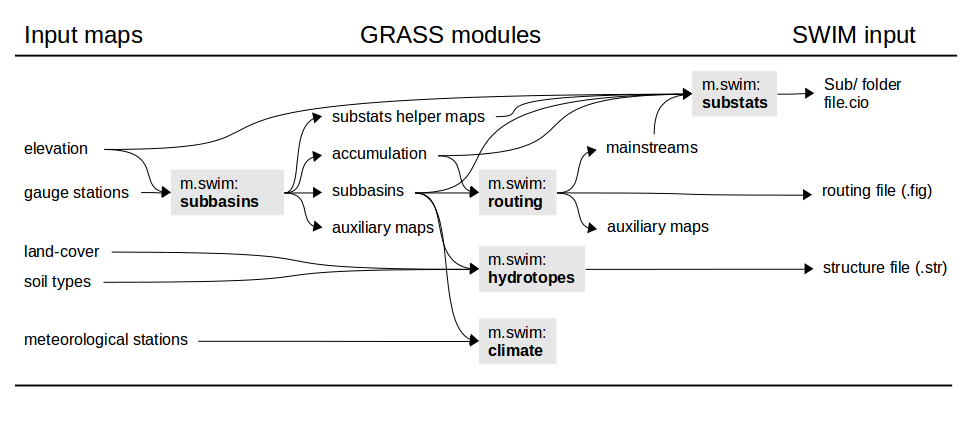 Input maps
GRASS modules
SWIM input
m.swim:
substats
Sub/ folder
file.cio
substats helper maps
elevation
accumulation
mainstreams
gauge stations
m.swim:
subbasins
subbasins
m.swim:
routing
routing file (.fig)
auxiliary maps
auxiliary maps
land-cover
soil types
m.swim:
hydrotopes
structure file (.str)
meteorological stations
m.swim:
climate